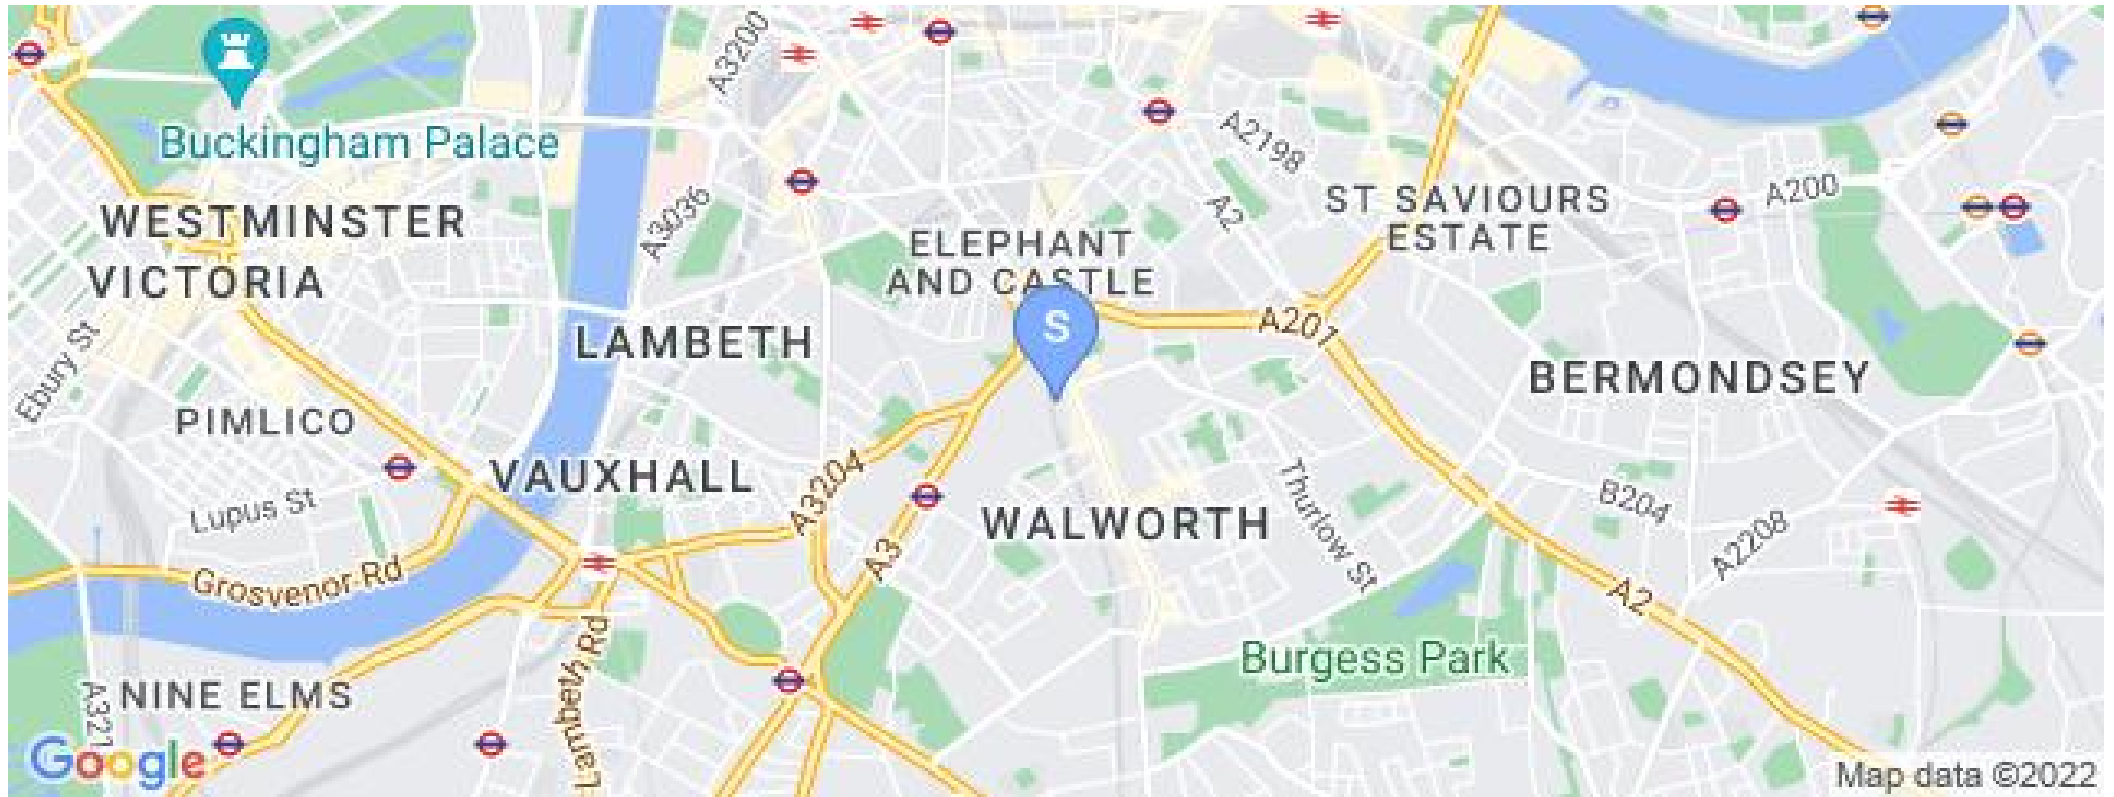 A3200
Buckingham Palace
A2198
A200
WESTMINSTER
A3036
A2
ST SAVIOURS
ESTATE
ELEPHANT
AND CASTLE
VICTORIA
S
A201
LAMBETH
Ebury St
BERMONDSEY
PIMLICO
VAUXHALL
A3204
Thurlow St
B204
Lupus St
WALWORTH
A3
A2208
Grosvenor Rd
A2
Lambeth Rd
Burgess Park
A321
NINE ELMS
Google
Map data ©2022